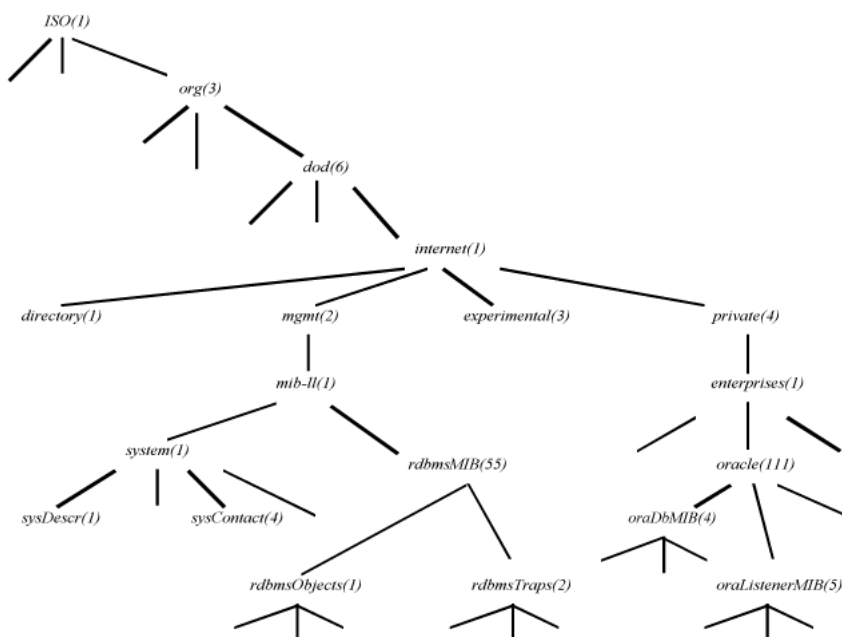 ISO(1)
org(3)
dod(6)
internet(1)
directory(1) mgmt(2) experimental(3) private(4)
mib-ll(1) enterprises(1)
system(1) rdbmsMIB(55) oracle(111)
sysDescr(1) sysContact(4) oraDbMIB(4)
rdbmsObjects(1) rdbmsTraps(2) oraListenerMIB(5)